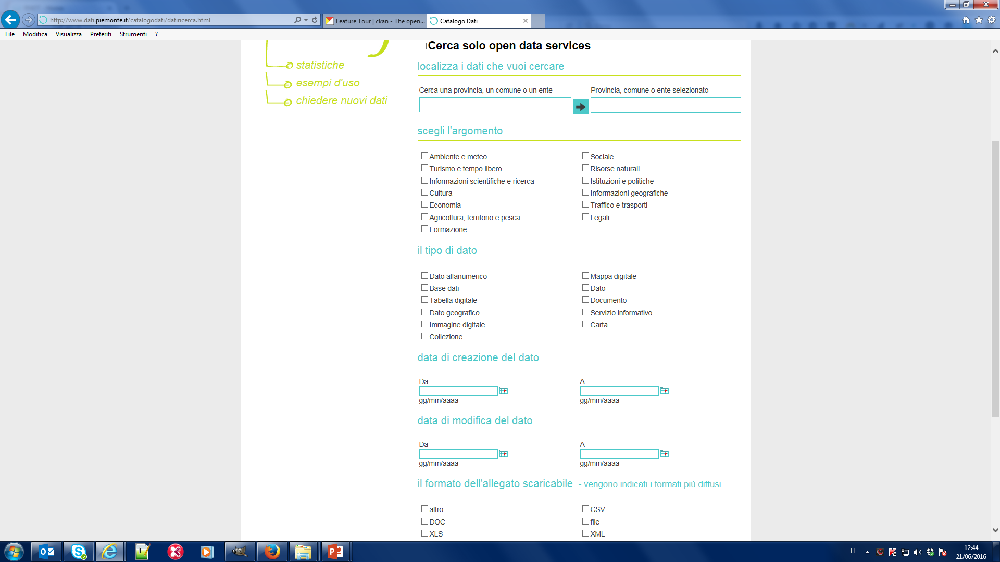 http://www.dati.piemonte.it/catalogodati/datiricerca.html
Feature Tour | ckan - The open...
Catalogo Dati
File Modifica Visualizza Preferiti Strumenti ?
statistiche
esempi d'uso
chiedere nuovi dati
Cerca solo open data services
localizza i dati che vuoi cercare
Cerca una provincia, un comune o un ente Provincia, comune o ente selezionato
scegli l'argomento
Ambiente e meteo Sociale
Turismo e tempo libero Risorse naturali
Informazioni scientifiche e ricerca Istituzioni e politiche
Cultura Informazioni geografiche
Economia Traffico e trasporti
Agricoltura, territorio e pesca Legali
Formazione
il tipo di dato
Dato alfanumerico Mappa digitale
Base dati Dato
Tabella digitale Documento
Dato geografico Servizio informativo
Immagine digitale Carta
Collezione
data di creazione del dato
Da A
gg/mm/aaaa gg/mm/aaaa
data di modifica del dato
Da A
gg/mm/aaaa gg/mm/aaaa
il formato dell'allegato scaricabile - vengono indicati i formati più diffusi
altro CSV
DOC file
XLS XML
IT
12:44
21/06/2016